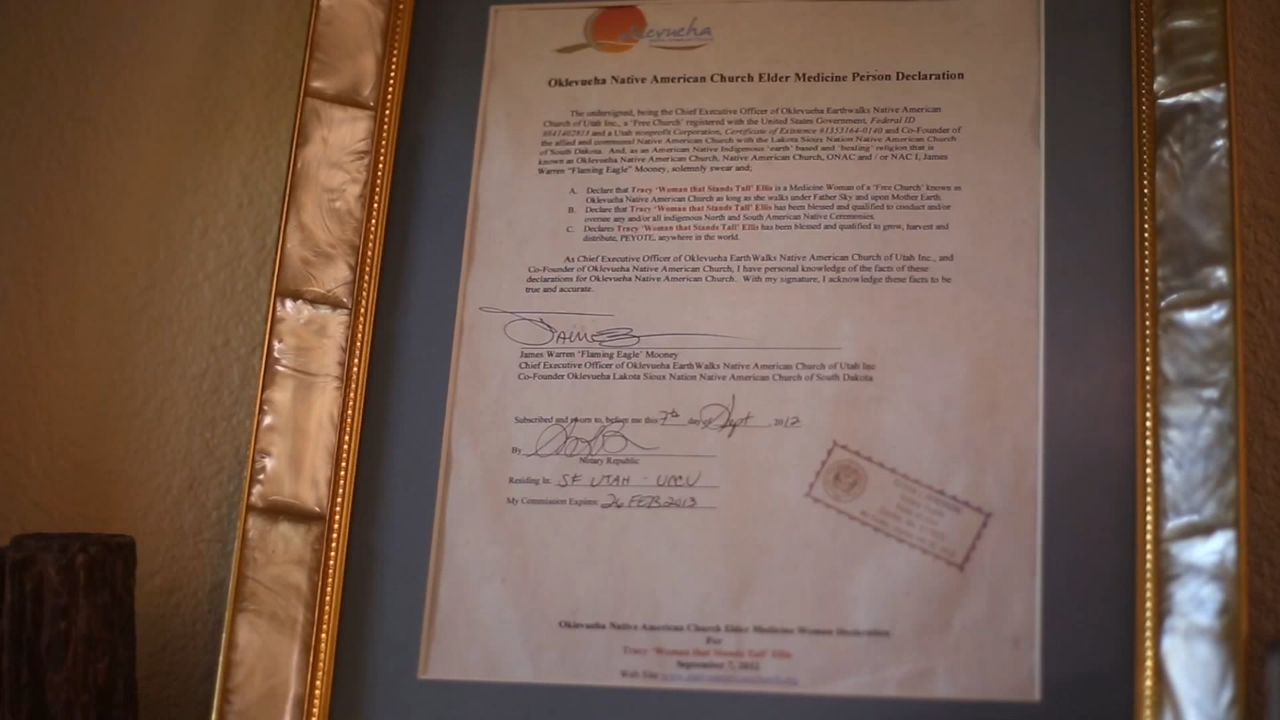 Oklevueha
Oklevueha Native American Church Elder Medicine Person Declaration
The undersigned, being the Chief Executive Officer of Oklevueha Earthwalks Native American
Church of Utah Inc., a 'Free Church' registered with the United States Government, Federal ID
and a Utah nonprofit Corporation, Certificate of Existence and Co-Founder of
the allied and communal Native American Church with the Lakota Sioux Nation Native American Church
of South Dakota. And, as an American Native Indigenous 'earth' based and 'healing' religion that is
known as Oklevueha Native American Church, Native American Church, ONAC and / or NAC I, James
Warren "Flaming Eagle" Mooney, solemnly swear and;
A. Declare that Tracy 'Woman that Stands Tall' Ellis is a Medicine Woman of a 'Free Church' known as
Oklevueha Native American Church as long as she walks under Father Sky and upon Mother Earth.
B. Declare that Tracy 'Woman that Stands Tall' Ellis has been blessed and qualified to conduct and/or
oversee any and/or all indigenous North and South American Native Ceremonies.
C. Declares Tracy 'Woman that Stands Tall' Ellis has been blessed and qualified to grow, harvest and
distribute, PEYOTE, anywhere in the world.
As Chief Executive Officer of Oklevueha EarthWalks Native American Church of Utah Inc., and
Co-Founder of Oklevueha Native American Church, I have personal knowledge of the facts of these
declarations for Oklevueha Native American Church. With my signature, I acknowledge these facts to be
true and accurate.
James Warren 'Flaming Eagle' Mooney
Chief Executive Officer of Oklevueha EarthWalks Native American Church of Utah Inc
Co-Founder Oklevueha Lakota Sioux Nation Native American Church of South Dakota
Subscribed and sworn to, before me this 7th day Sept 2012
By
Notary Republic
Residing In: SF UTAH - UCCU
My Commission Expires: 26 FEB 2013
Oklevueha Native American Church Elder Medicine Woman Declaration
For
Tracy 'Woman that Stands Tall' Ellis
September 7, 2012
Web Site